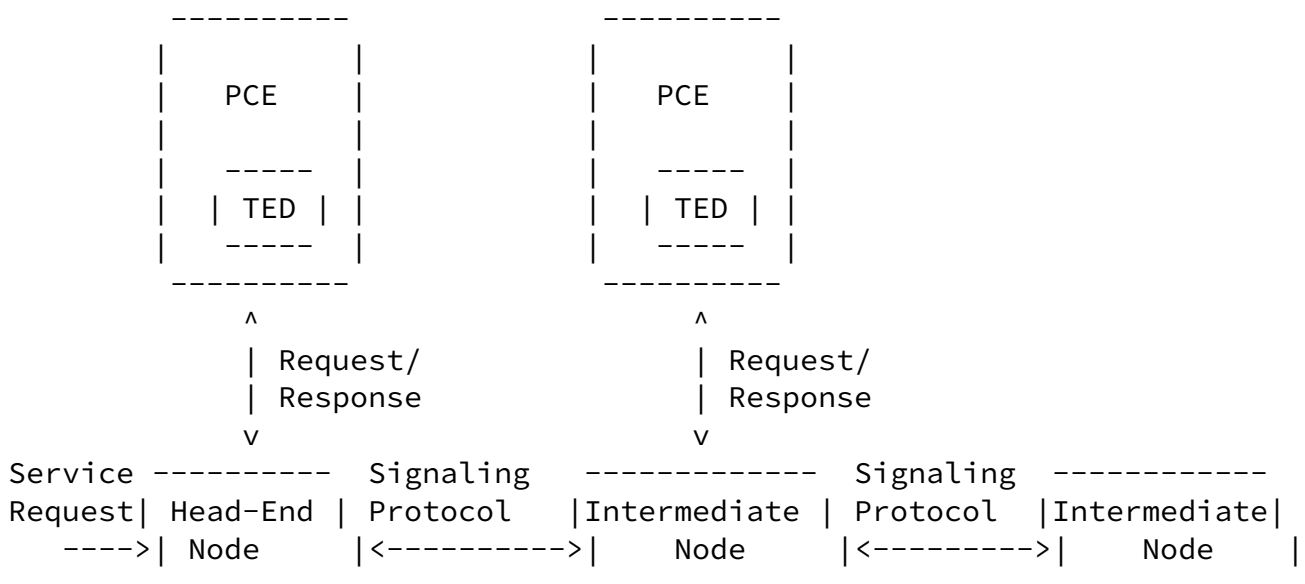 PCE PCE
TED TED
Request/ Request/
Response Response
Service Signaling Signaling
Request Head-End Protocol Intermediate Protocol Intermediate
Node Node Node